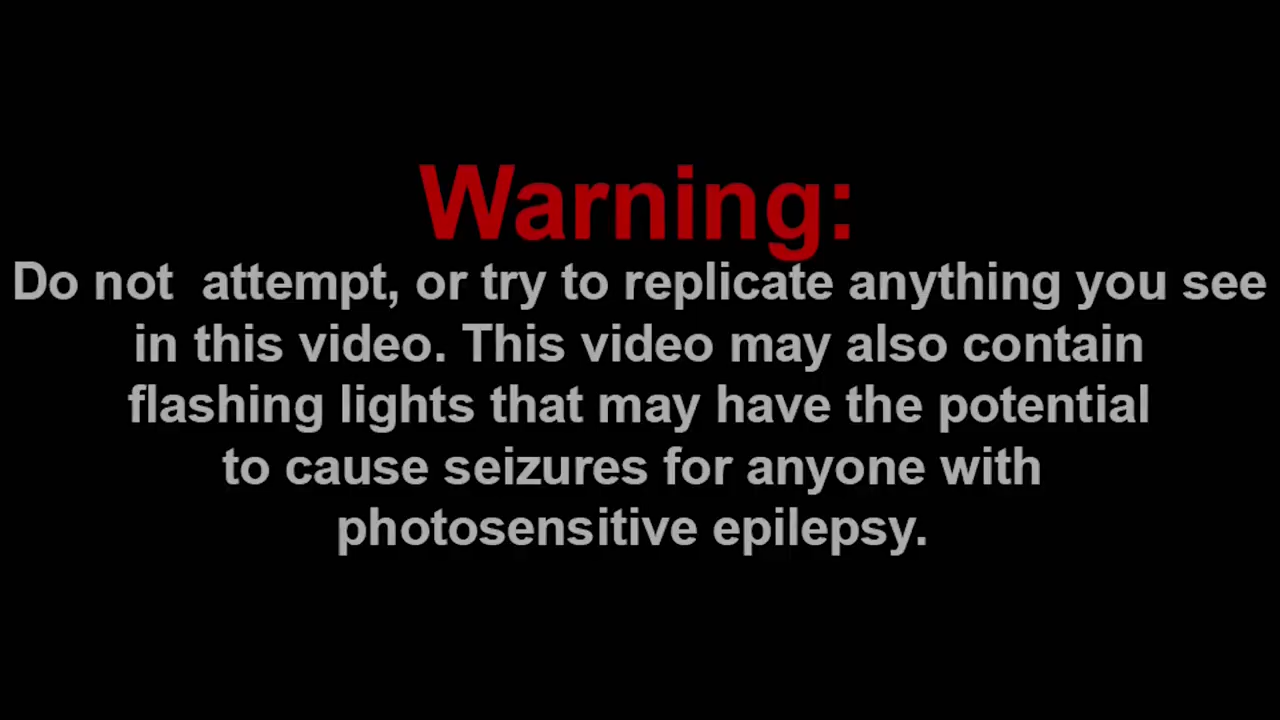 Warning:
Do not  attempt, or try to replicate anything you see
in this video. This video may also contain
flashing lights that may have the potential
to cause seizures for anyone with
photosensitive epilepsy.